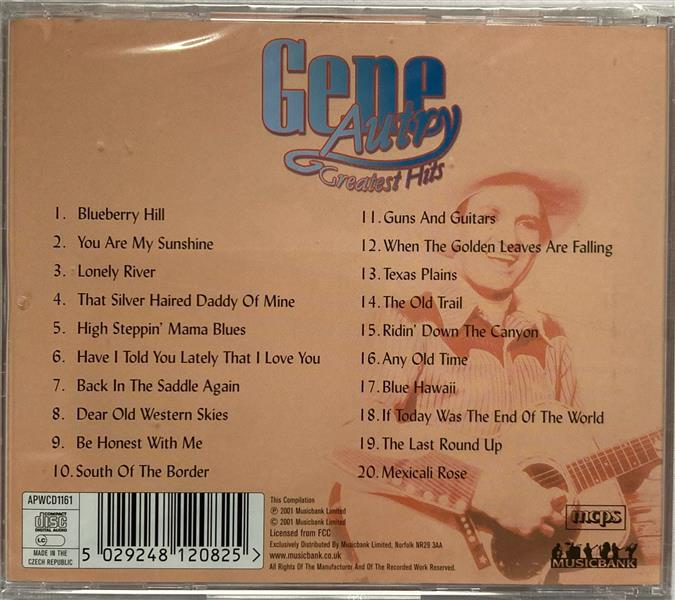 Gene
Autry
Greatest Hits
1. Blueberry Hill
2. You Are My Sunshine
3. Lonely River
4. That Silver Haired Daddy Of Mine
5. High Steppin' Mama Blues
6. Have I Told You Lately That I Love You
7. Back In The Saddle Again
8. Dear Old Western Skies
9. Be Honest With Me
10. South Of The Border
11. Guns And Guitars
12. When The Golden Leaves Are Falling
13. Texas Plains
14. The Old Trail
15. Ridin' Down The Canyon
16. Any Old Time
17. Blue Hawaii
18. If Today Was The End Of The World
19. The Last Round Up
20. Mexicali Rose
APWCD1161
COMPACT
disc
DIGITAL AUDIO
LC
MADE IN THE
CZECH REPUBLIC
5 029248 120825 >
This Compilation
℗ 2001 Musicbank Limited
© 2001 Musicbank Limited
Licensed from FCC
Exclusively Distributed By Musicbank Limited, Norfolk NR29 3AA
www.musicbank.co.uk
All Rights Of The Manufacturer And Of The Recorded Work Reserved.
mcps
MUSICBANK